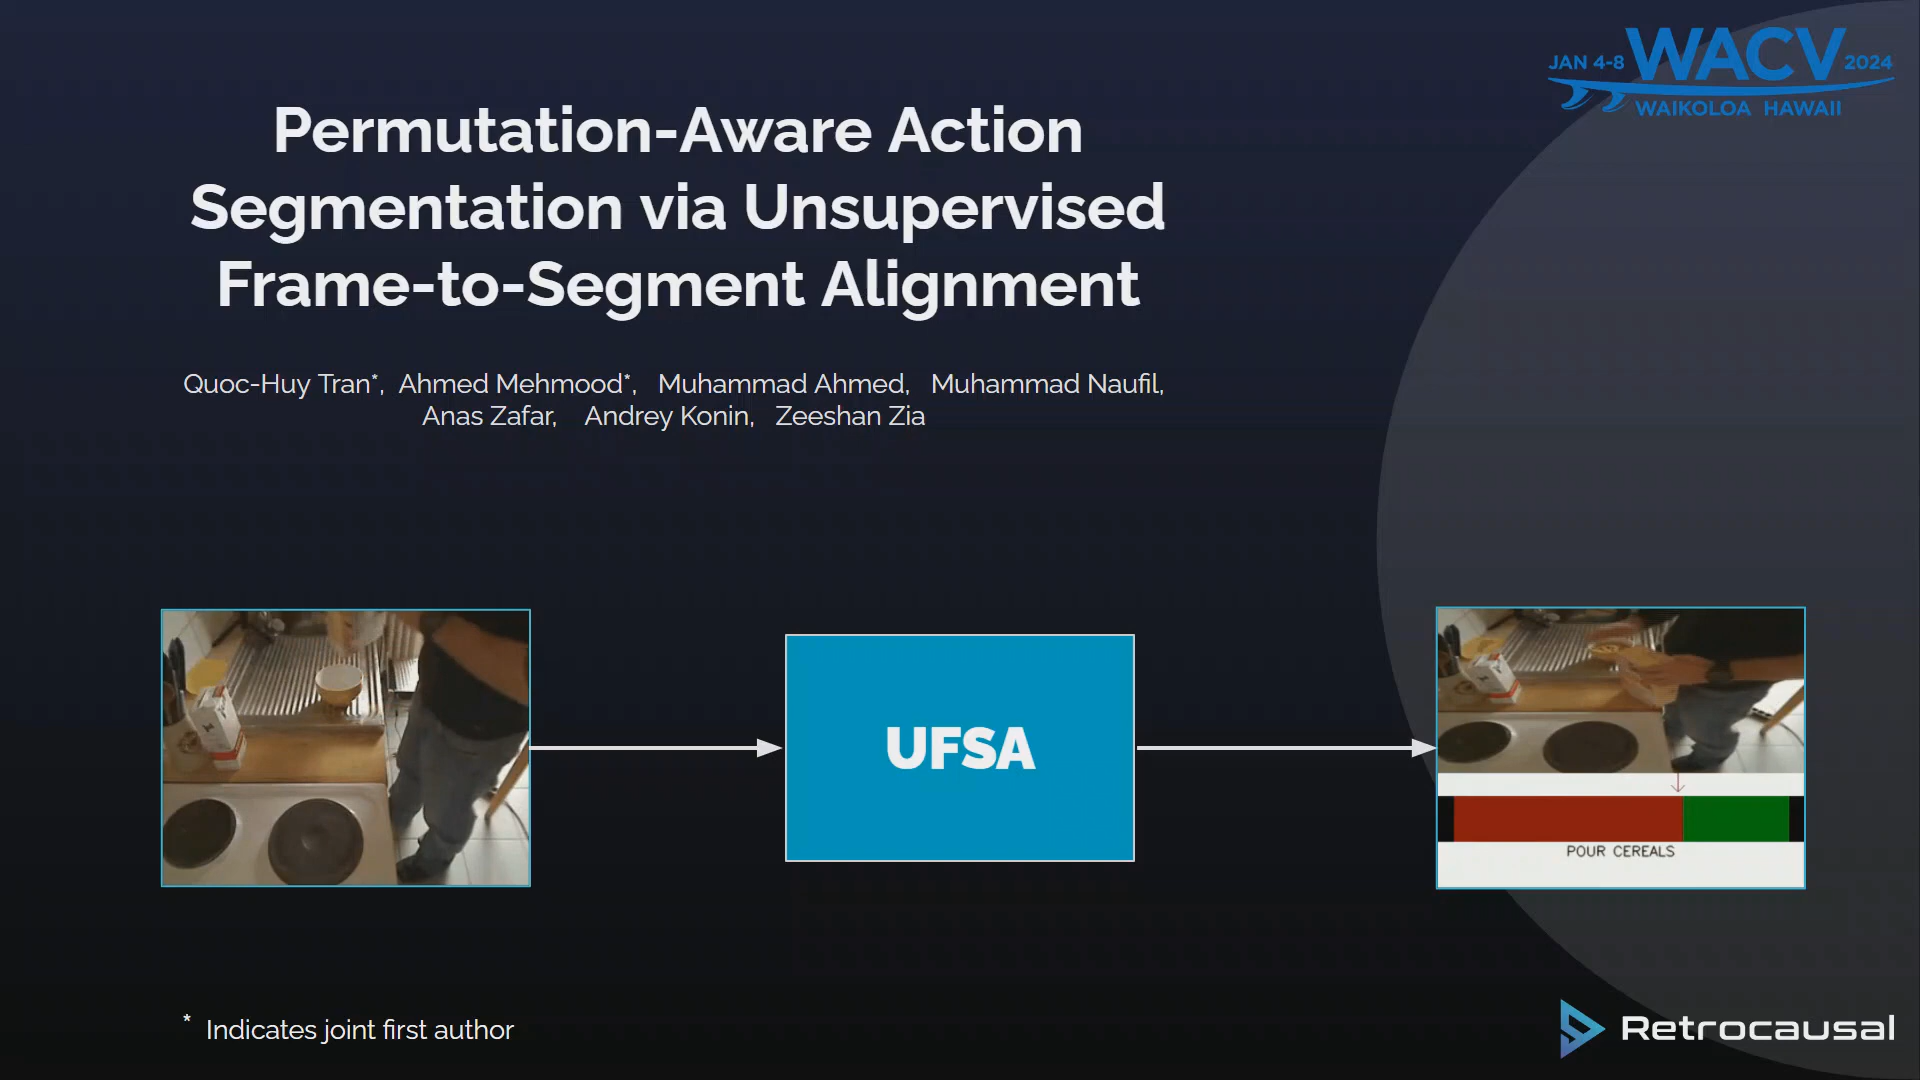 JAN 4-8 WACV 2024
WAIKOLOA HAWAII
Permutation-Aware Action
Segmentation via Unsupervised
Frame-to-Segment Alignment
Quoc-Huy Tran*, Ahmed Mehmood*, Muhammad Ahmed, Muhammad Naufil,
Anas Zafar, Andrey Konin, Zeeshan Zia
UFSA
POUR CEREALS
* Indicates joint first author
Retrocausal